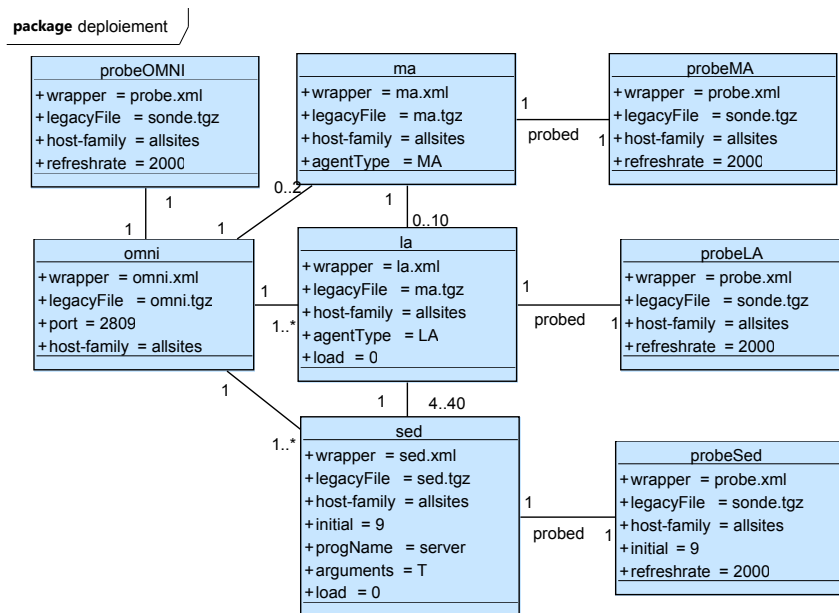 package deploiement
probeOMNI
+wrapper = probe.xml
+legacyFile = sonde.tgz
+host-family = allsites
+refreshrate = 2000
ma
+wrapper = ma.xml
+legacyFile = ma.tgz
+host-family = allsites
+agentType = MA
1
probed
1
probeMA
+wrapper = probe.xml
+legacyFile = sonde.tgz
+host-family = allsites
+refreshrate = 2000
1
1
0..2
1
1
0..10
omni
+wrapper = omni.xml
+legacyFile = omni.tgz
+port = 2809
+host-family = allsites
1
1..*
la
+wrapper = la.xml
+legacyFile = ma.tgz
+host-family = allsites
+agentType = LA
+load = 0
1
probed
1
probeLA
+wrapper = probe.xml
+legacyFile = sonde.tgz
+host-family = allsites
+refreshrate = 2000
1
1..*
1
4..40
sed
+wrapper = sed.xml
+legacyFile = sed.tgz
+host-family = allsites
+initial = 9
+progName = server
+arguments = T
+load = 0
1
probed
1
probeSed
+wrapper = probe.xml
+legacyFile = sonde.tgz
+host-family = allsites
+initial = 9
+refreshrate = 2000